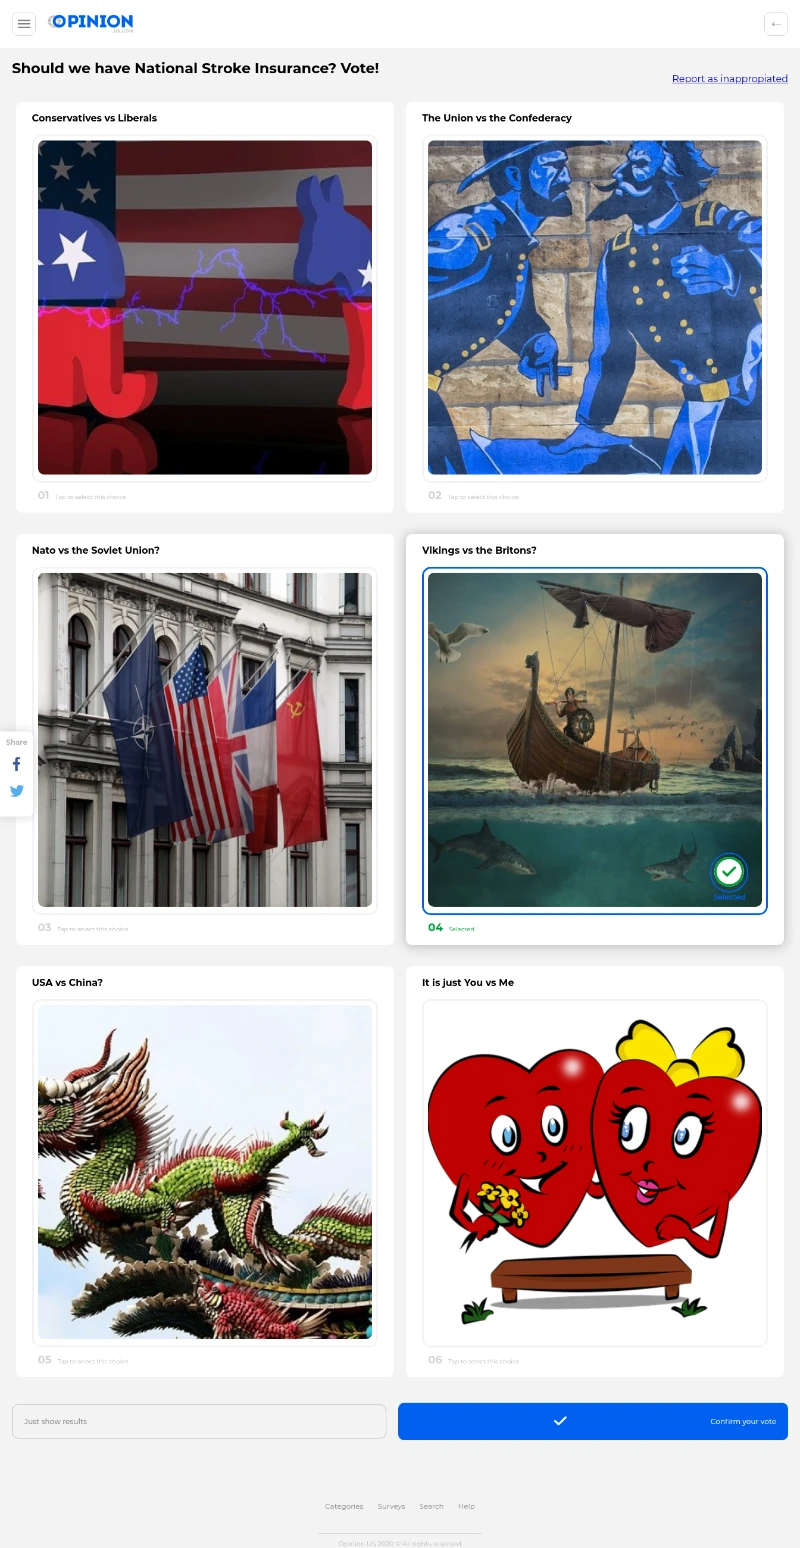 OPINION
US.COM
Should we have National Stroke Insurance? Vote!
Report as inappropiated
Conservatives vs Liberals
The Union vs the Confederacy
01 Tap to select this choice
02 Tap to select this choice
Nato vs the Soviet Union?
Vikings vs the Britons?
Share
Selected
03 Tap to select this choice
04 Selected
USA vs China?
It is just You vs Me
05 Tap to select this choice
06 Tap to select this choice
Just show results
Confirm your vote
Categories Surveys Search Help
Opinion US 2020 © All rights reserved